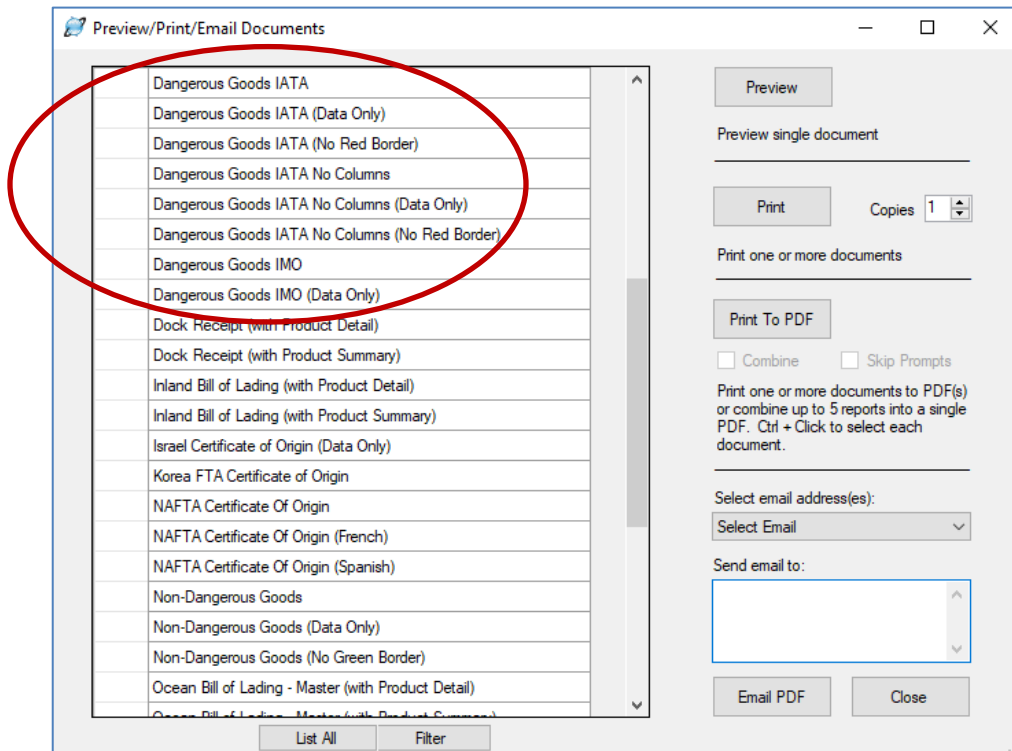 Preview/Print/Email Documents
Dangerous Goods IATA
Dangerous Goods IATA (Data Only)
Dangerous Goods IATA (No Red Border)
Dangerous Goods IATA No Columns
Dangerous Goods IATA No Columns (Data Only)
Dangerous Goods IATA No Columns (No Red Border)
Dangerous Goods IMO
Dangerous Goods IMO (Data Only)
Dock Receipt (with Product Detail)
Dock Receipt (with Product Summary)
Inland Bill of Lading (with Product Detail)
Inland Bill of Lading (with Product Summary)
Israel Certificate of Origin (Data Only)
Korea FTA Certificate of Origin
NAFTA Certificate Of Origin
NAFTA Certificate Of Origin (French)
NAFTA Certificate Of Origin (Spanish)
Non-Dangerous Goods
Non-Dangerous Goods (Data Only)
Non-Dangerous Goods (No Green Border)
Ocean Bill of Lading - Master (with Product Detail)
Ocean Bill of Lading - Master (with Product Summary)
List All
Filter
Preview
Preview single document
Print
Copies 1
Print one or more documents
Print To PDF
Combine
Skip Prompts
Print one or more documents to PDF(s)
or combine up to 5 reports into a single
PDF. Ctrl + Click to select each
document.
Select email address(es):
Select Email
Send email to:
Email PDF
Close